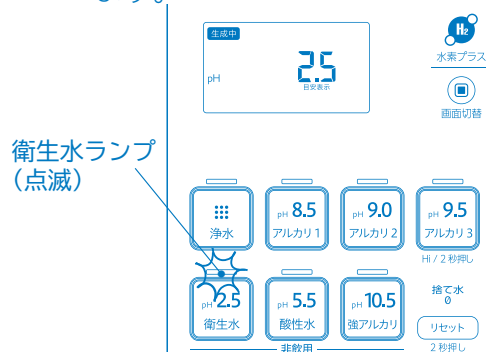 生成中
pH 2.5
目安表示
H2
水素プラス
画面切替
衛生水ランプ
（点滅）
浄水
pH 8.5
アルカリ1
pH 9.0
アルカリ2
pH 9.5
アルカリ3
Hi / 2秒押し
pH 2.5
衛生水
pH 5.5
酸性水
pH 10.5
強アルカリ
捨て水
0
リセット
2秒押し
非飲用